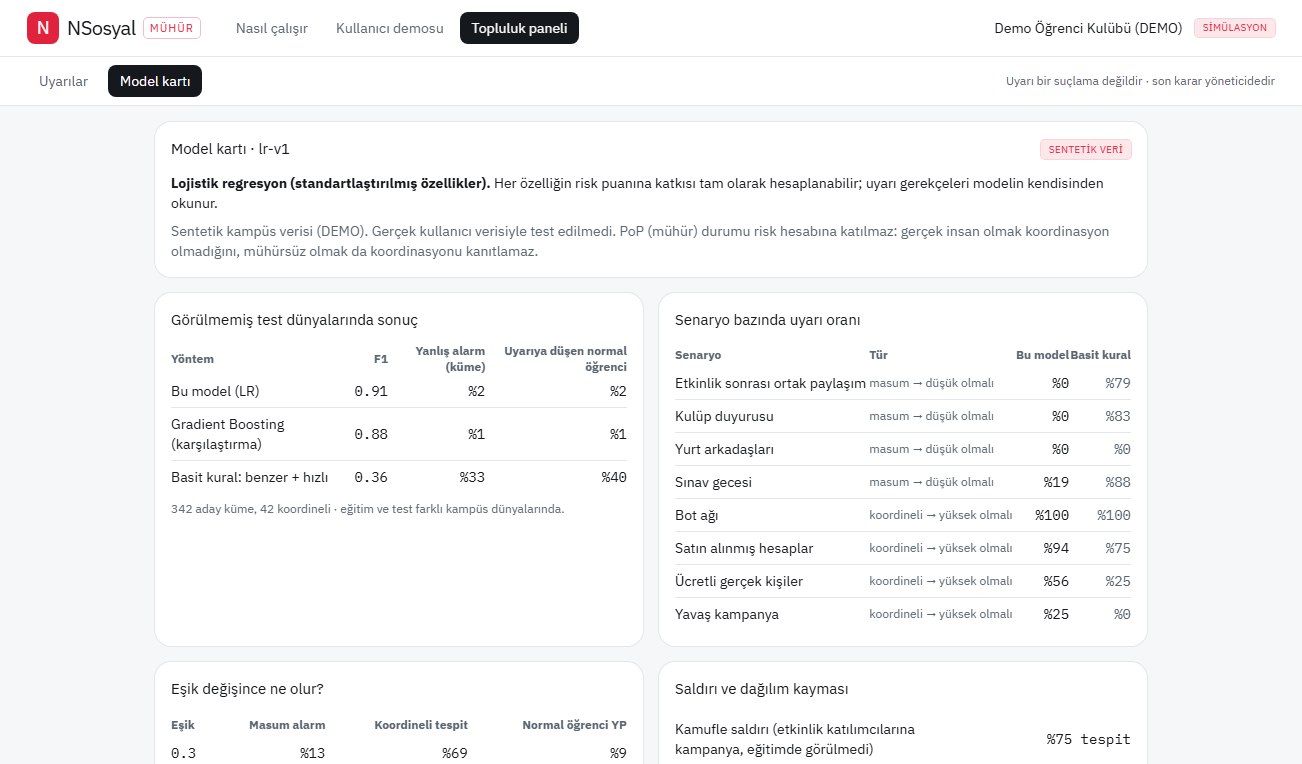 N NSosyal MÜHÜR Nasıl çalışır Kullanıcı demosu Topluluk paneli Demo Öğrenci Kulübü (DEMO) SİMÜLASYON
Uyarılar Model kartı Uyarı bir suçlama değildir · son karar yöneticidedir
Model kartı · lr-v1 SENTETİK VERİ
Lojistik regresyon (standartlaştırılmış özellikler). Her özelliğin risk puanına katkısı tam olarak hesaplanabilir; uyarı gerekçeleri modelin kendisinden
okunur.
Sentetik kampüs verisi (DEMO). Gerçek kullanıcı verisiyle test edilmedi. PoP (mühür) durumu risk hesabına katılmaz: gerçek insan olmak koordinasyon
olmadığını, mühürsüz olmak da koordinasyonu kanıtlamaz.
Görülmemiş test dünyalarında sonuç
Yöntem F1 Yanlış alarm (küme) Uyarıya düşen normal öğrenci
Bu model (LR) 0.91 %2 %2
Gradient Boosting
(karşılaştırma) 0.88 %1 %1
Basit kural: benzer + hızlı 0.36 %33 %40
342 aday küme, 42 koordineli · eğitim ve test farklı kampüs dünyalarında.
Senaryo bazında uyarı oranı
Senaryo Tür Bu model Basit kural
Etkinlik sonrası ortak paylaşım masum → düşük olmalı %0 %79
Kulüp duyurusu masum → düşük olmalı %0 %83
Yurt arkadaşları masum → düşük olmalı %0 %0
Sınav gecesi masum → düşük olmalı %19 %88
Bot ağı koordineli → yüksek olmalı %100 %100
Satın alınmış hesaplar koordineli → yüksek olmalı %94 %75
Ücretli gerçek kişiler koordineli → yüksek olmalı %56 %25
Yavaş kampanya koordineli → yüksek olmalı %25 %0
Eşik değişince ne olur?
Eşik Masum alarm Koordineli tespit Normal öğrenci YP
0.3 %13 %69 %9
Saldırı ve dağılım kayması
Kamufle saldırı (etkinlik katılımcılarına
kampanya, eğitimde görülmedi) %75 tespit